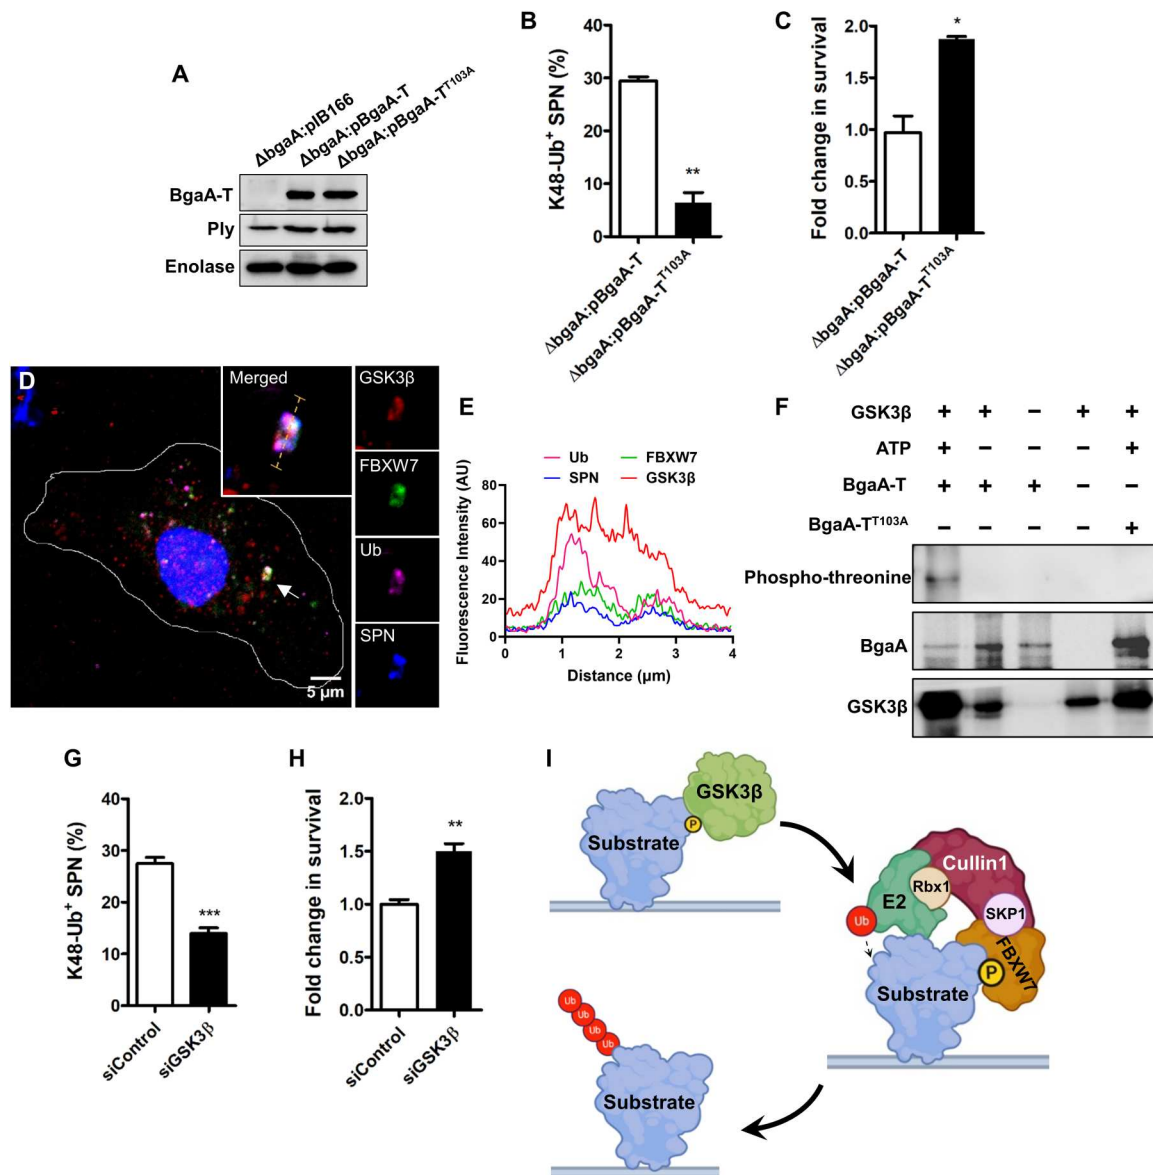 A
ΔbgaA:pIB166
ΔbgaA:pBgaA-T
ΔbgaA:pBgaA-T^T103A
BgaA-T
Ply
Enolase
B
K48-Ub⁺ SPN (%)
40
30
20
10
0
**
ΔbgaA:pBgaA-T
ΔbgaA:pBgaA-T^T103A
C
Fold change in survival
2.0
1.5
1.0
0.5
0.0
*
ΔbgaA:pBgaA-T
ΔbgaA:pBgaA-T^T103A
D
Merged
GSK3β
FBXW7
Ub
SPN
5 µm
E
Ub
FBXW7
SPN
GSK3β
Fluorescence Intensity (AU)
80
60
40
20
0
0 1 2 3 4
Distance (µm)
F
GSK3β + + − + +
ATP + − − − +
BgaA-T + + + − −
BgaA-T^T103A − − − − +
Phospho-threonine
BgaA
GSK3β
G
K48-Ub⁺ SPN (%)
40
30
20
10
0
***
siControl
siGSK3β
H
Fold change in survival
2.0
1.5
1.0
0.5
0.0
**
siControl
siGSK3β
I
GSK3β
P
Substrate
Cullin1
Rbx1
E2
SKP1
Ub
FBXW7
P
Substrate
Ub
Ub
Ub
Ub
Substrate